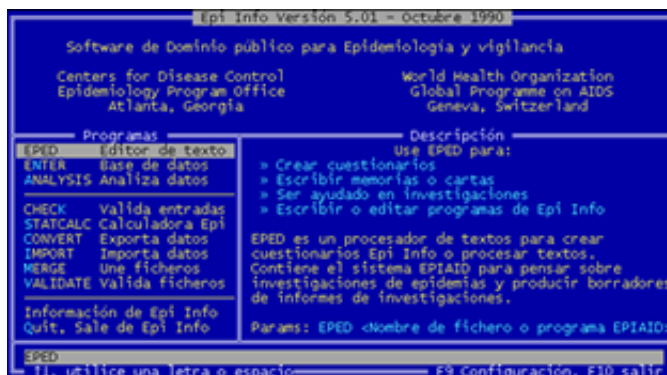 Epi Info Versión 5.01 - Octubre 1990
Software de Dominio público para Epidemiología y vigilancia
Centers for Disease Control
Epidemiology Program Office
Atlanta, Georgia
World Health Organization
Global Programme on AIDS
Geneva, Switzerland
Programas
EPED Editor de texto
ENTER Base de datos
ANALYSIS Analiza datos
CHECK Valida entradas
STATCALC Calculadora Epi
CONVERT Exporta datos
IMPORT Importa datos
MERGE Une ficheros
VALIDATE Valida ficheros
Información de Epi Info
Quit, Sale de Epi Info
Descripción
Use EPED para:
» Crear cuestionarios
» Escribir memorias o cartas
» Ser ayudado en investigaciones
» Escribir o editar programas de Epi Info
EPED es un procesador de textos para crear
cuestionarios Epi Info o procesar textos.
Contiene el sistema EPIAID para pensar sobre
investigaciones de epidemias y producir borradores
de informes de investigaciones.
Params: EPED <Nombre de fichero o programa EPIAID>
EPED
↑↓, utilice una letra o espacio
F9 Configuración, F10 salir